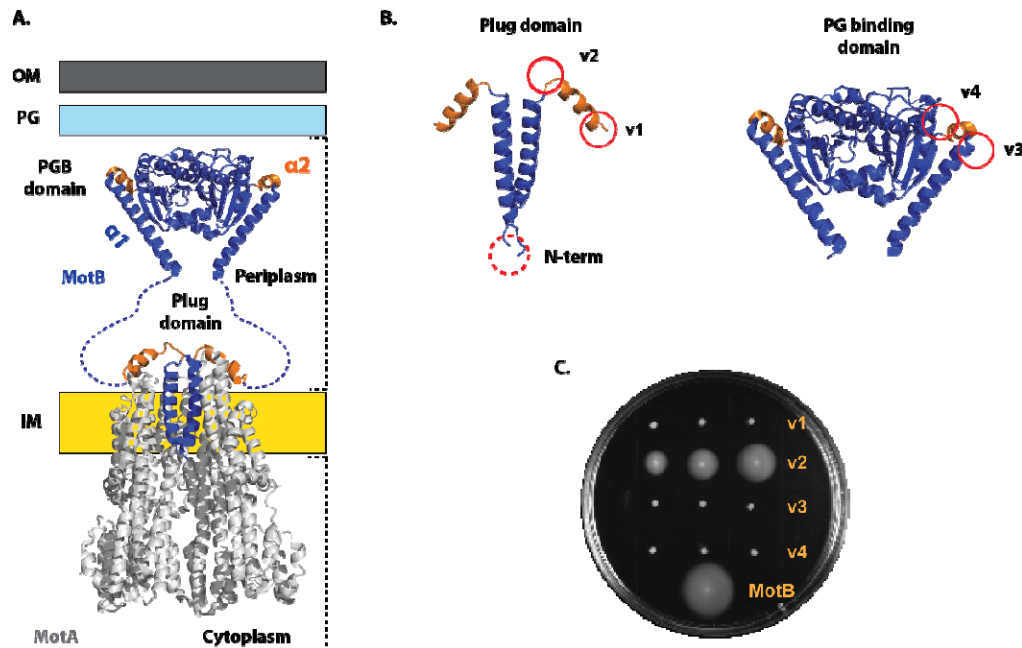 A.
OM
PG
PGB
domain
α2
α1
MotB
Periplasm
Plug
domain
IM
MotA
Cytoplasm
B.
Plug domain
v2
v1
N-term
PG binding
domain
v4
v3
C.
v1
v2
v3
v4
MotB